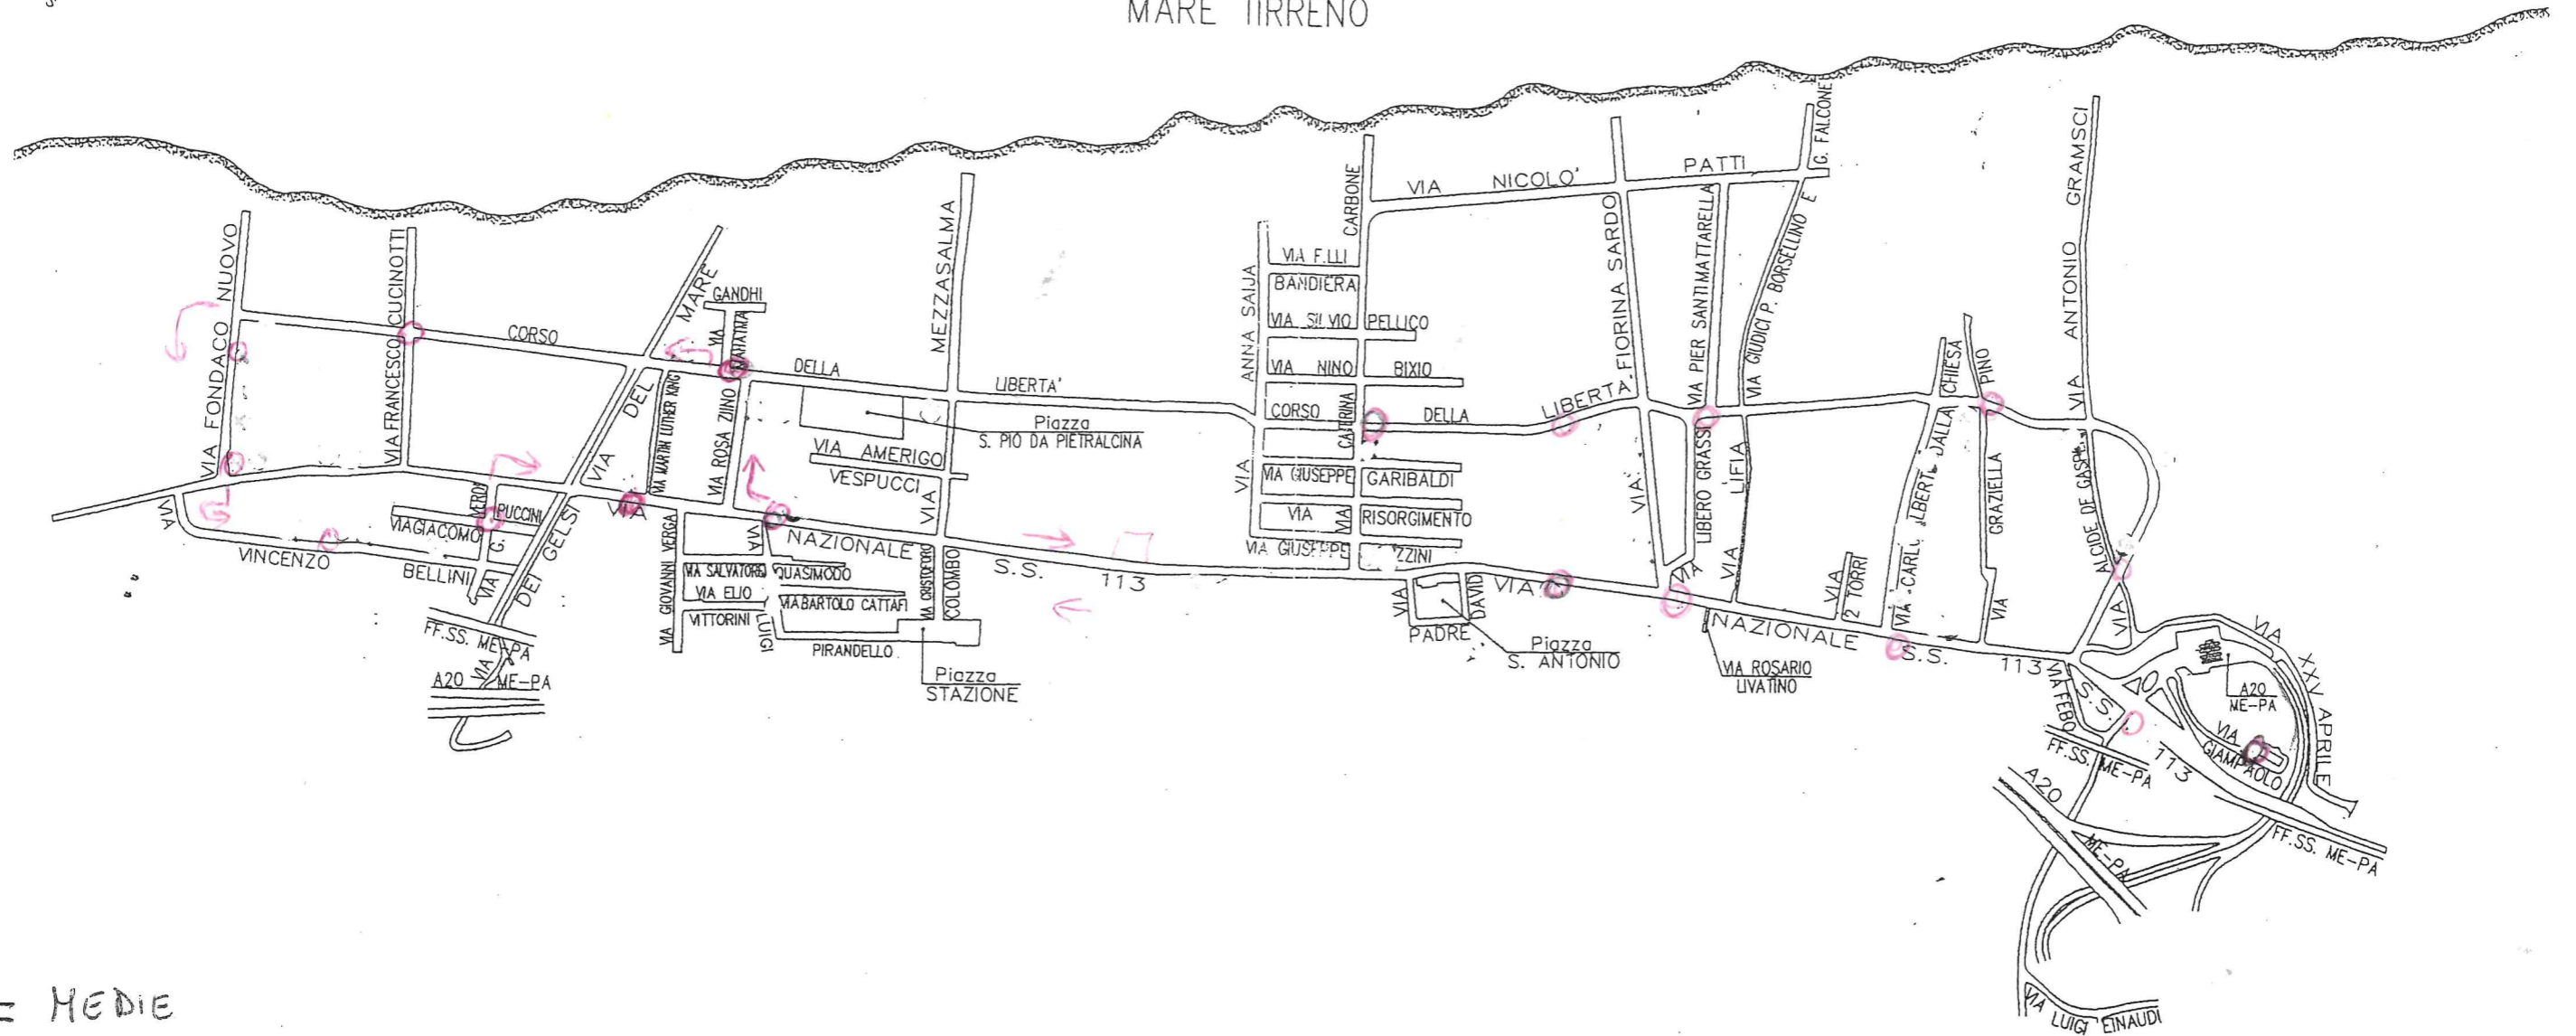 MARE TIRRENO
VIA FONDACO NUOVO
VIA FRANCESCO CUCINOTTI
CORSO
DELLA
LIBERTA'
VIA
DEL
MARE
GANDHI
VIA
MAHATMA
VIA MARTIN LUTHER KING
VIA ROSA ZIINO
MEZZASALMA
VIA
Piazza
S. PIO DA PIETRALCINA
VIA AMERIGO
VESPUCCI
VIA
VINCENZO
BELLINI
VIA GIACOMO
PUCCINI
VIA
G.
VERDI
VIA
DEI GELSI
FF.SS. ME-PA
A20 ME-PA
VIA
NAZIONALE
S.S.
113
VIA GIOVANNI VERGA
VIA SALVATORE QUASIMODO
VIA ELIO
VITTORINI
VIA BARTOLO CATTAFI
VIA
LUIGI
PIRANDELLO
VIA CRISTOFORO
COLOMBO
Piazza
STAZIONE
VIA
ANNA SAIJA
VIA F.LLI
BANDIERA
VIA SILVIO PELLICO
VIA NINO BIXIO
CORSO
DELLA
LIBERTA'
VIA GIUSEPPE GARIBALDI
VIA RISORGIMENTO
VIA GIUSEPPE
VIA
CATERINA
CARBONE
VIA NICOLO' PATTI
VIA
FIORINA SARDO
VIA PIER SANTI MATTARELLA
VIA GIUDICI P. BORSELLINO E
G. FALCONE
VIA
LIBERO GRASSI
VIA
LIFIA
VIA
PADRE
DAVID
Piazza
S. ANTONIO
VIA
NAZIONALE
S.S.
113
VIA ROSARIO
LIVATINO
VIA
2 TORRI
DALLA
CHIESA
VIA
GRAZIELLA
PINO
VIA ANTONIO GRAMSCI
VIA
ALCIDE DE GASPERI
VIA FEBO
S.S.
113
FF.SS. ME-PA
VIA XXV APRILE
A20
ME-PA
VIA
GIAMPAOLO
FF.SS. ME-PA
A20
ME-PA
VIA
LUIGI EINAUDI
= MEDIE